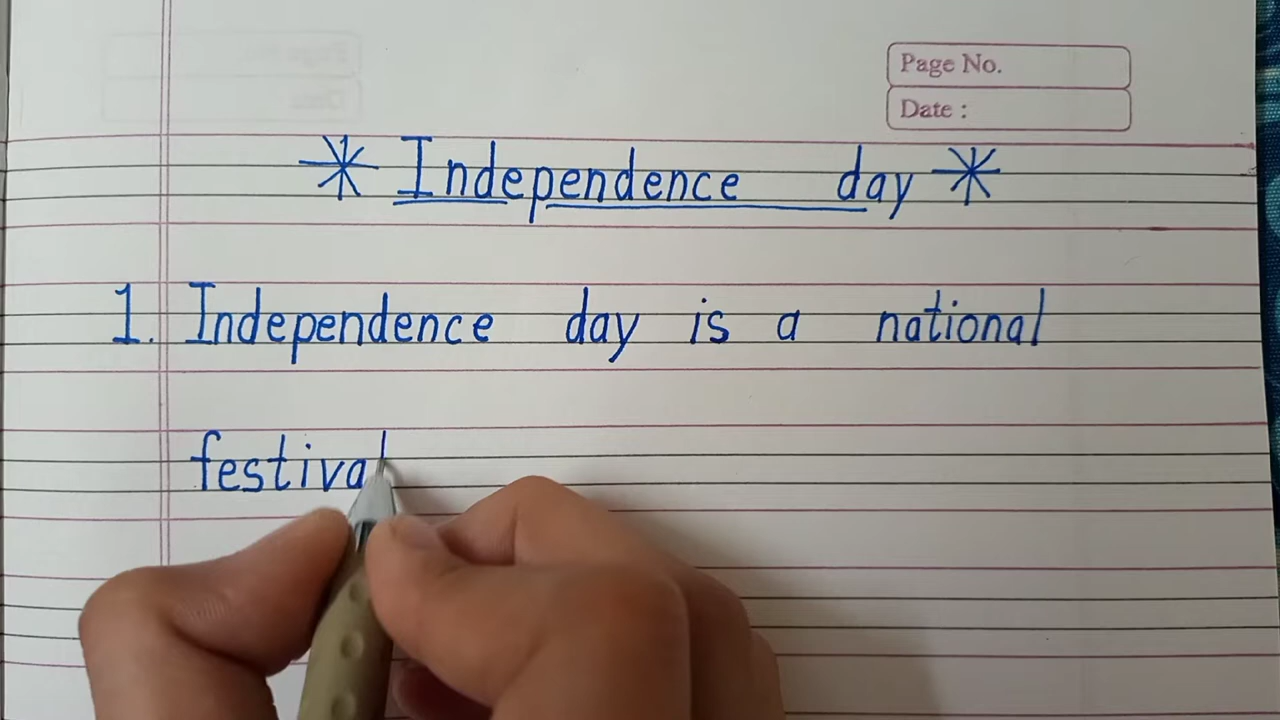 Page No.
Date :
* Independence day *
1. Independence day is a national
festival